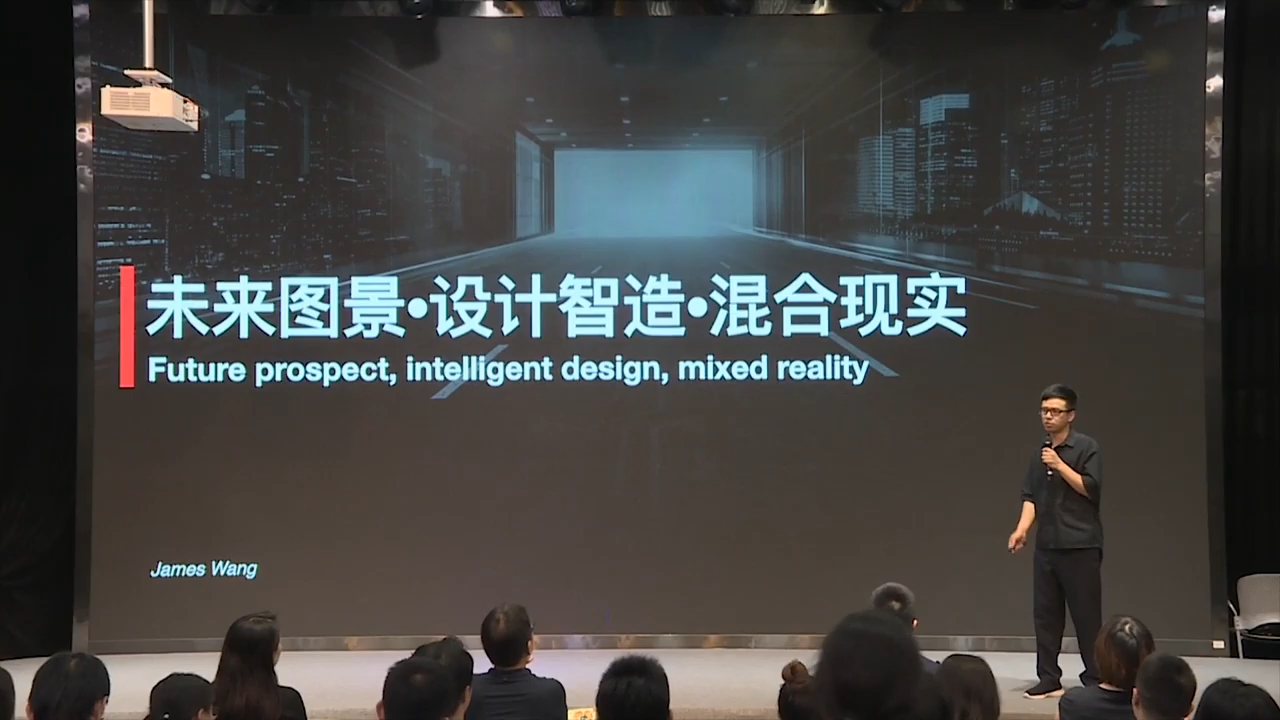 未来图景•设计智造•混合现实
Future prospect, intelligent design, mixed reality
James Wang